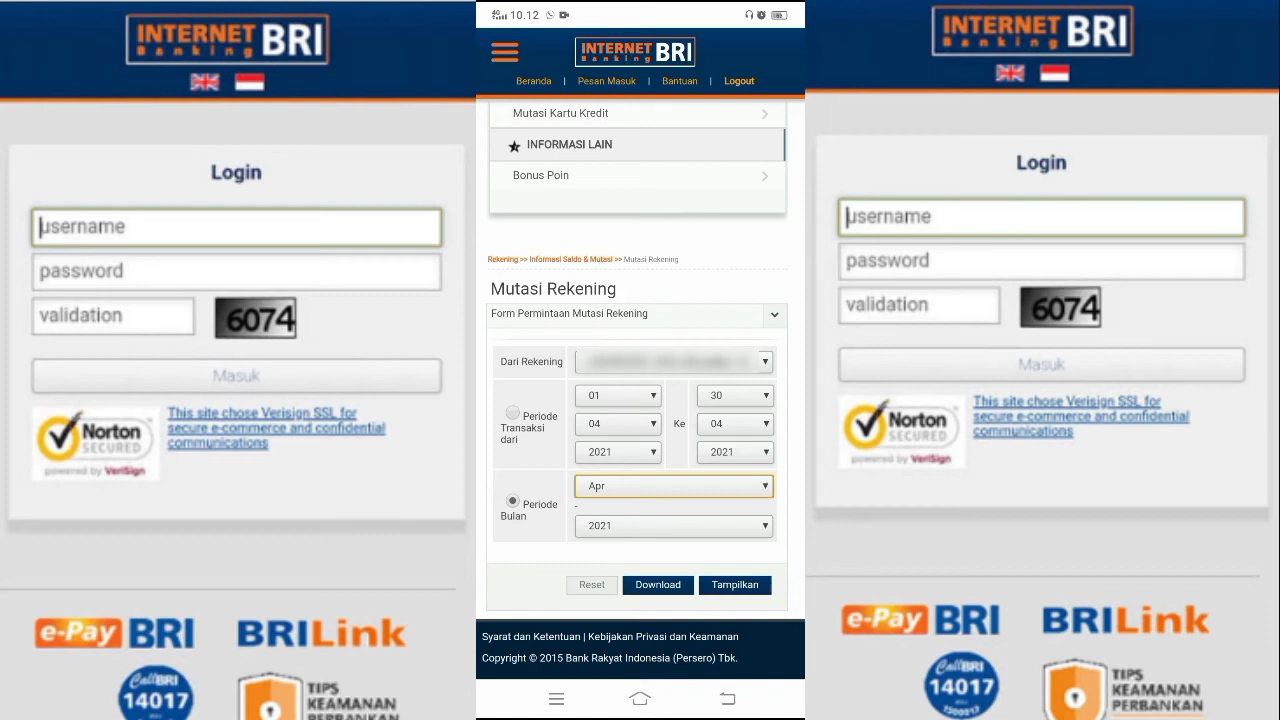 INTERNET
Banking BRI
Login
username
password
validation
6074
Masuk
Norton
SECURED
powered by VeriSign
This site chose Verisign SSL for
secure e-commerce and confidential
communications
e-Pay BRI
BRILink
CallBRI
14017
TIPS
KEAMANAN
PERBANKAN
4G
10.12
INTERNET
Banking BRI
Beranda | Pesan Masuk | Bantuan | Logout
Mutasi Kartu Kredit
INFORMASI LAIN
Bonus Poin
Rekening >> Informasi Saldo & Mutasi >> Mutasi Rekening
Mutasi Rekening
Form Permintaan Mutasi Rekening
Dari Rekening
Periode
Transaksi
dari
01
04
2021
Ke
30
04
2021
Periode
Bulan
Apr
-
2021
Reset Download Tampilkan
Syarat dan Ketentuan | Kebijakan Privasi dan Keamanan
Copyright © 2015 Bank Rakyat Indonesia (Persero) Tbk.
INTERNET
Banking BRI
Login
username
password
validation
6074
Masuk
Norton
SECURED
powered by VeriSign
This site chose Verisign SSL for
secure e-commerce and confidential
communications
e-Pay BRI
BRILink
CallBRI
14017
1500017
TIPS
KEAMANAN
PERBANKAN